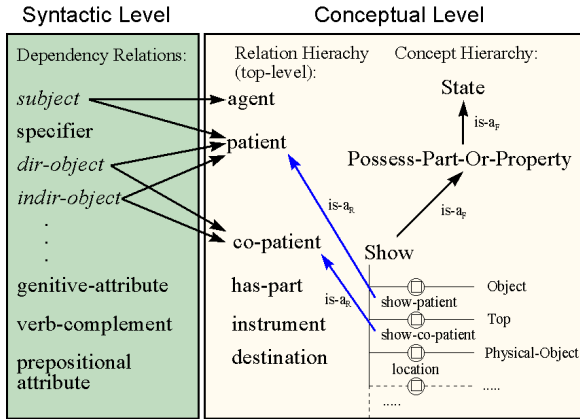 Syntactic Level
Conceptual Level
Dependency Relations:
subject
specifier
dir-object
indir-object
.
.
.
genitive-attribute
verb-complement
prepositional
attribute
Relation Hierachy
(top-level):
agent
patient
co-patient
has-part
instrument
destination
Concept Hierarchy:
State
is-aF
Possess-Part-Or-Property
is-aR
is-aF
Show
is-aR
Object
show-patient
Top
show-co-patient
Physical-Object
location
.....
.....